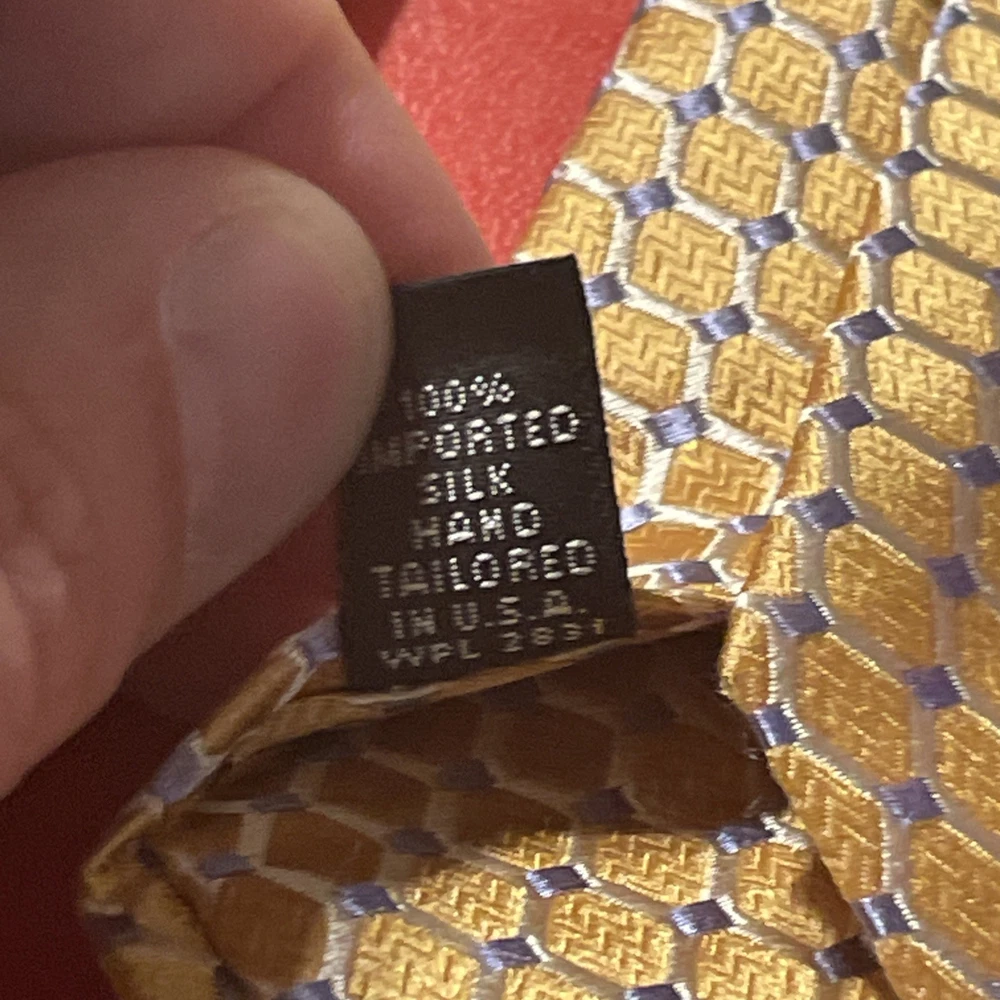 100%
IMPORTED
SILK
HAND
TAILORED
IN U.S.A.
WPL 2831